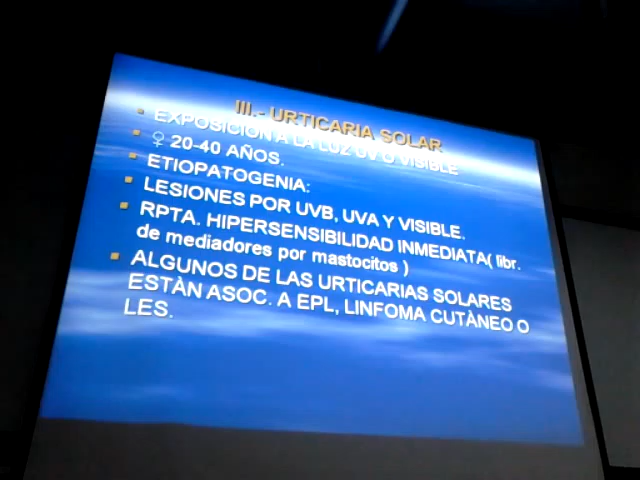 III.- URTICARIA SOLAR.
EXPOSICION A LA LUZ UV O VISIBLE
♀ 20-40 AÑOS.
ETIOPATOGENIA:
LESIONES POR UVB, UVA Y VISIBLE.
RPTA. HIPERSENSIBILIDAD INMEDIATA( libr.
de mediadores por mastocitos )
ALGUNOS DE LAS URTICARIAS SOLARES
ESTÀN ASOC. A EPL, LINFOMA CUTÀNEO O
LES.